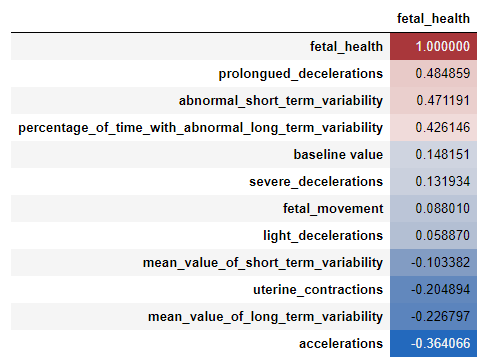 fetal_health
fetal_health 1.000000
prolongued_decelerations 0.484859
abnormal_short_term_variability 0.471191
percentage_of_time_with_abnormal_long_term_variability 0.426146
baseline value 0.148151
severe_decelerations 0.131934
fetal_movement 0.088010
light_decelerations 0.058870
mean_value_of_short_term_variability -0.103382
uterine_contractions -0.204894
mean_value_of_long_term_variability -0.226797
accelerations -0.364066